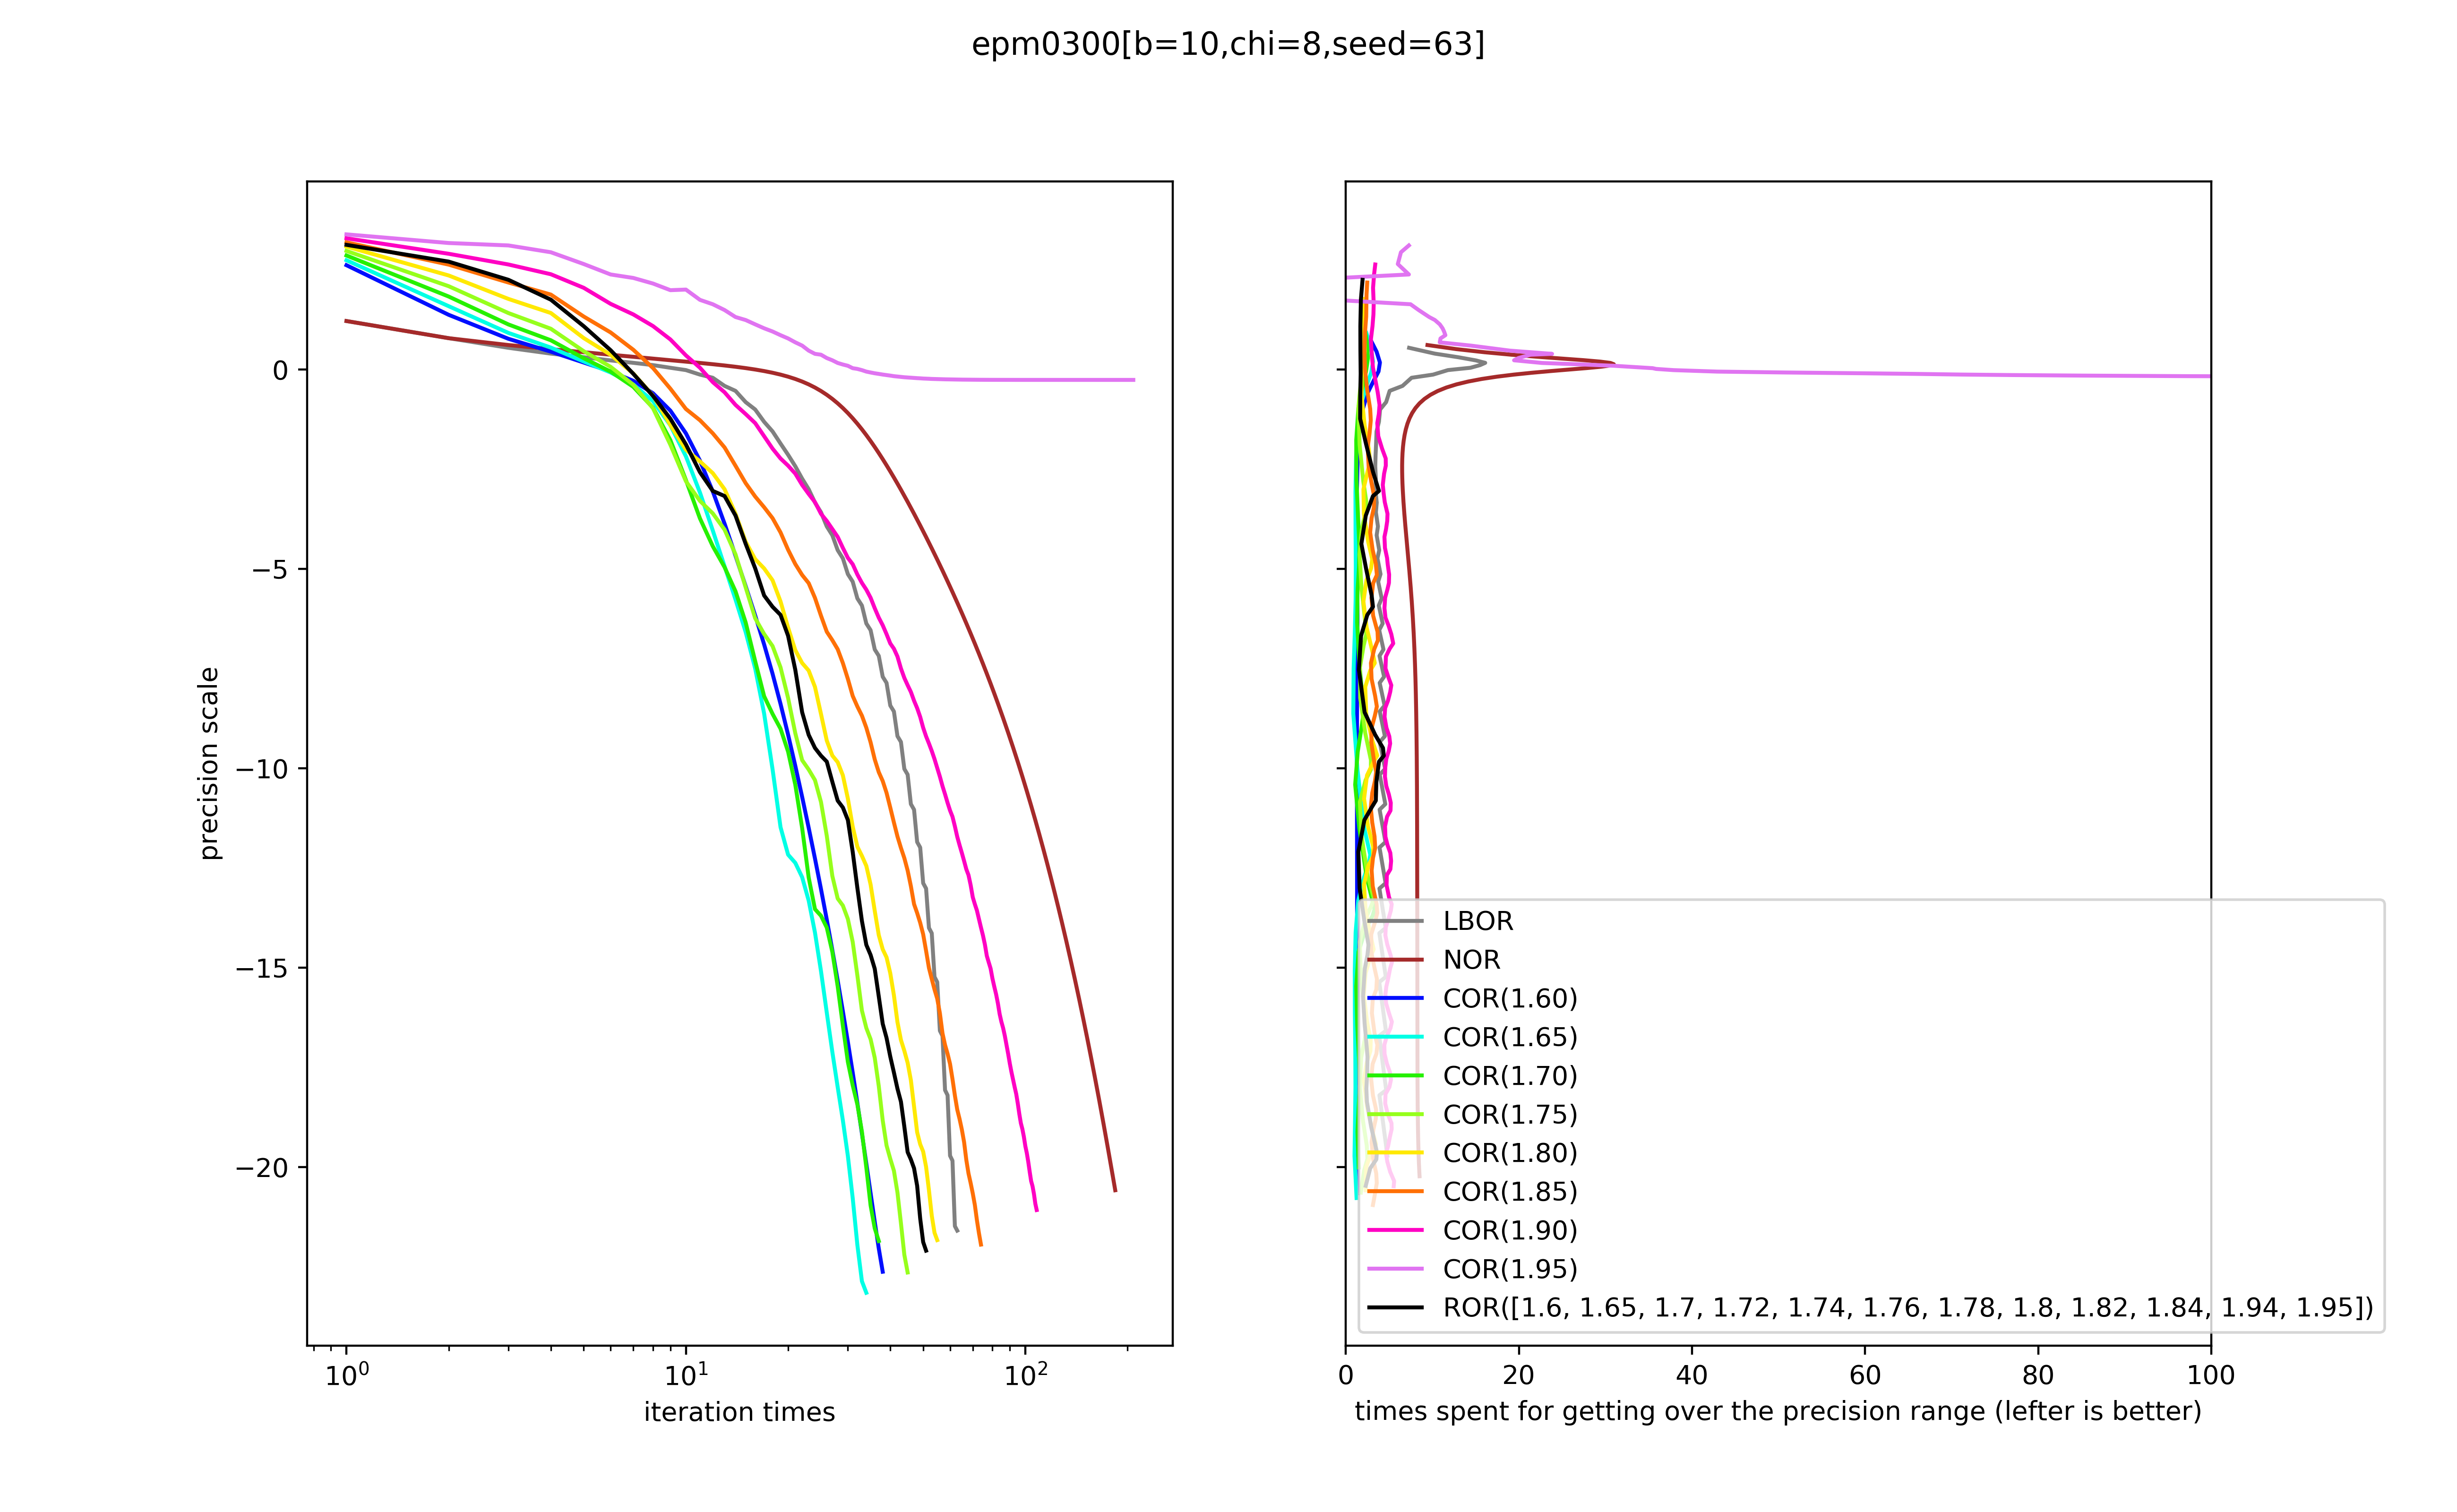 epm0300[b=10,chi=8,seed=63]
precision scale
0
−5
−10
−15
−20
10⁰
10¹
10²
iteration times
LBOR
NOR
COR(1.60)
COR(1.65)
COR(1.70)
COR(1.75)
COR(1.80)
COR(1.85)
COR(1.90)
COR(1.95)
ROR([1.6, 1.65, 1.7, 1.72, 1.74, 1.76, 1.78, 1.8, 1.82, 1.84, 1.94, 1.95])
0 20 40 60 80 100
times spent for getting over the precision range (lefter is better)